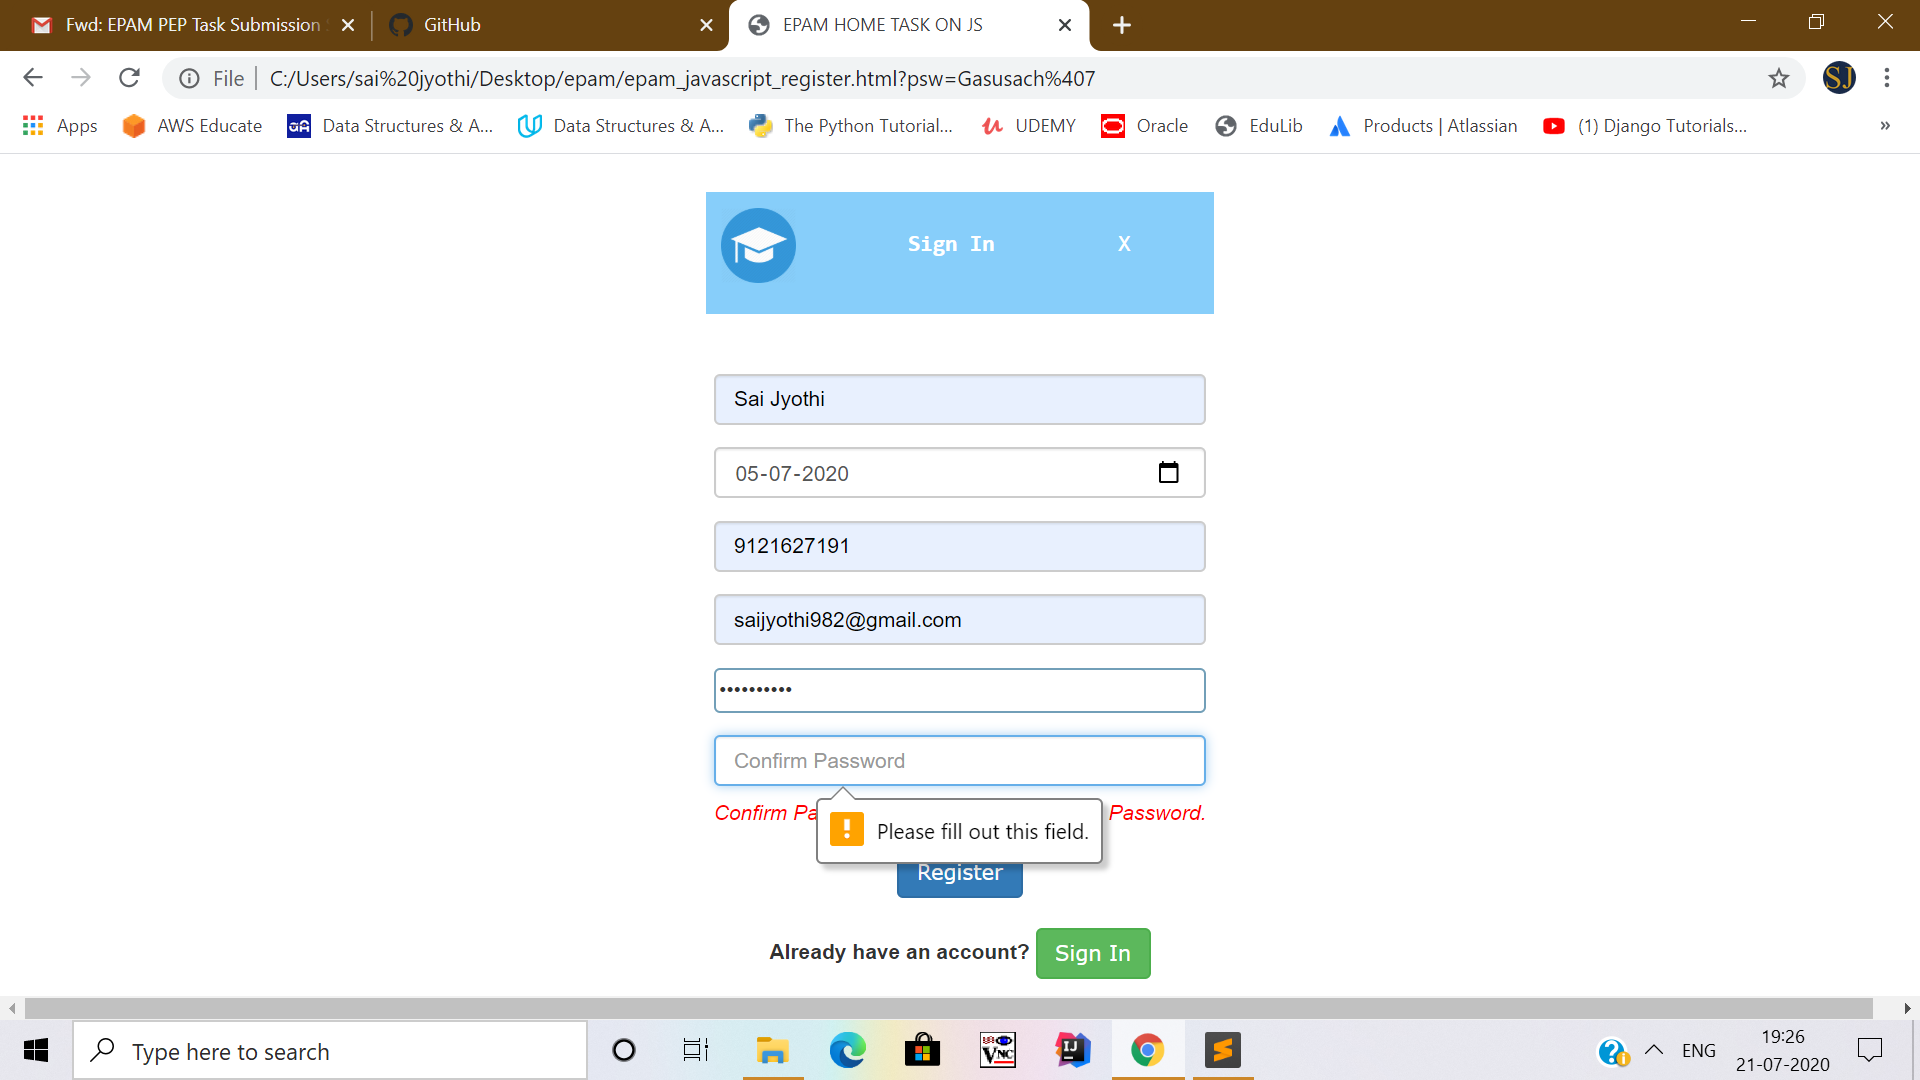 Fwd: EPAM PEP Task Submission
GitHub
EPAM HOME TASK ON JS
File
C:/Users/sai%20jyothi/Desktop/epam/epam_javascript_register.html?psw=Gasusach%407
SJ
Apps
AWS Educate
Data Structures & A...
Data Structures & A...
The Python Tutorial...
UDEMY
Oracle
EduLib
Products | Atlassian
(1) Django Tutorials...
»
Sign In
X
Sai Jyothi
05-07-2020
9121627191
saijyothi982@gmail.com
••••••••••
Confirm Password
Confirm Pa
Password.
Please fill out this field.
Register
Already have an account?
Sign In
Type here to search
VNC
IJ
ENG
19:26
21-07-2020